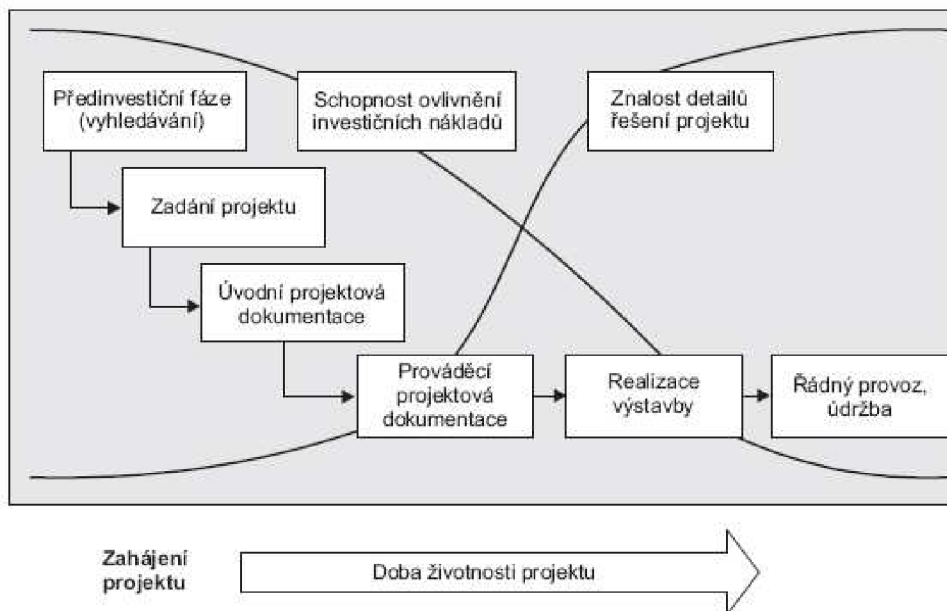 Předinvestiční fáze
(vyhledávání)
Schopnost ovlivnění
investičních nákladů
Znalost detailů
řešení projektu
Zadání projektu
Úvodní projektová
dokumentace
Prováděcí
projektová
dokumentace
Realizace
výstavby
Řádný provoz,
údržba
Zahájení
projektu
Doba životnosti projektu